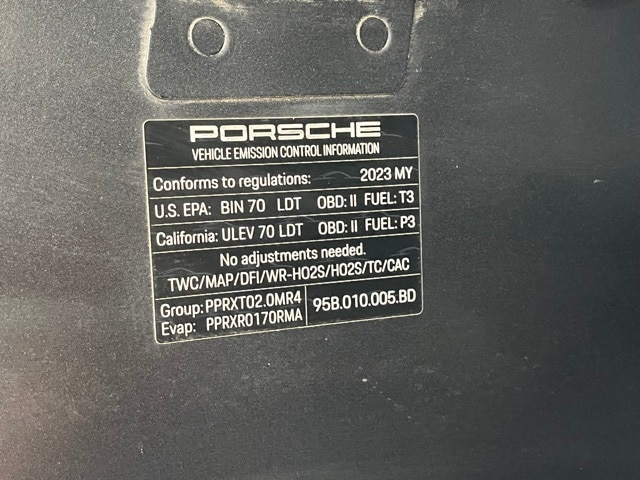 PORSCHE
VEHICLE EMISSION CONTROL INFORMATION
Conforms to regulations: 2023 MY
U.S. EPA: BIN 70 LDT OBD: II FUEL: T3
California: ULEV 70 LDT OBD: II FUEL: P3
No adjustments needed.
TWC/MAP/DFI/WR-HO2S/HO2S/TC/CAC
Group: PPRXT02.0MR4
Evap: PPRXR0170RMA
95B.010.005.BD